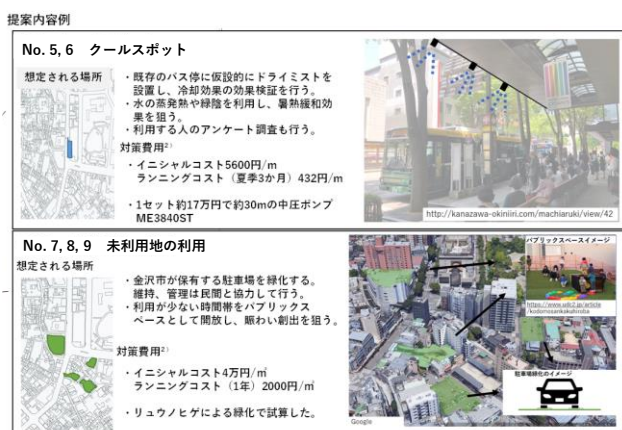 提案内容例
No. 5, 6　クールスポット
想定される場所
・既存のバス停に仮設的にドライミストを
設置し、冷却効果の効果検証を行う。
・水の蒸発熱や緑陰を利用し、暑熱緩和効
果を狙う。
・利用する人のアンケート調査も行う。
対策費用²⁾
・イニシャルコスト5600円/m
ランニングコスト（夏季3か月）432円/m
・1セット約17万円で約30mの中圧ポンプ
ME3840ST
http://kanazawa-okiniiri.com/machiaruki/view/42
No. 7, 8, 9　未利用地の利用
想定される場所
・金沢市が保有する駐車場を緑化する。
維持、管理は民間と協力して行う。
・利用が少ない時間帯をパブリックス
ペースとして開放し、賑わい創出を狙う。
対策費用²⁾
・イニシャルコスト4万円/㎡
ランニングコスト（1年）2000円/㎡
・リュウノヒゲによる緑化で試算した。
パブリックスペースイメージ
https://www.udc2.jp/article
/kodomosankakuhiroba
駐車場緑化のイメージ
Google